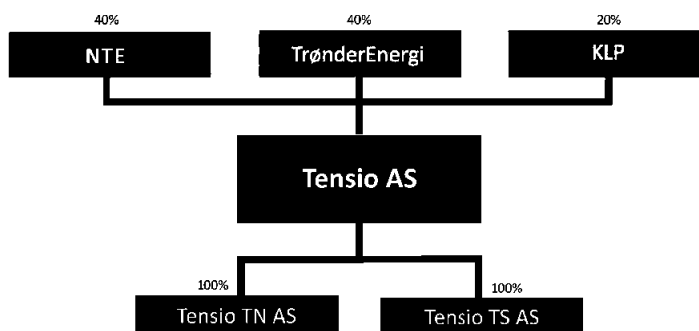 40% 40% 20%
NTE TrønderEnergi KLP
Tensio AS
100% 100%
Tensio TN AS Tensio TS AS